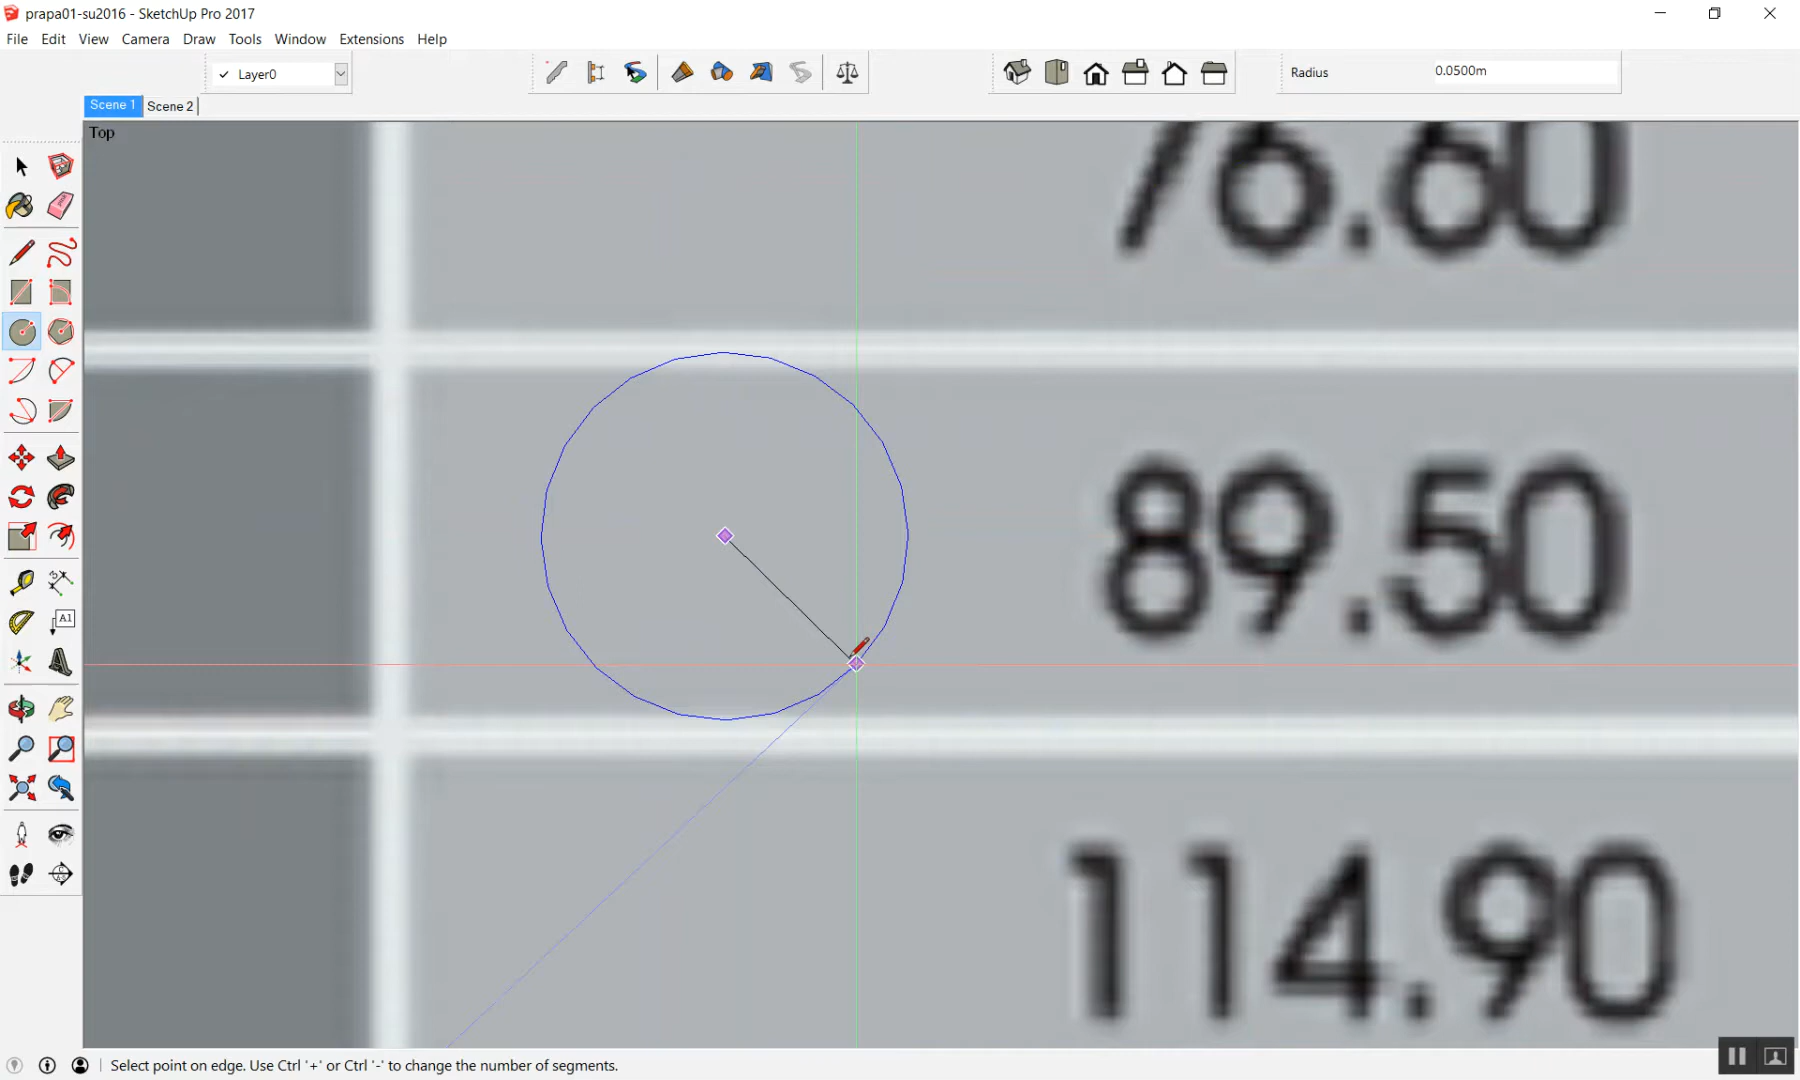 prapa01-su2016 - SketchUp Pro 2017
File Edit View Camera Draw Tools Window Extensions Help
✓ Layer0
Radius 0.0500m
Scene 1 Scene 2
Top
76.60
89.50
A1
114.90
Select point on edge. Use Ctrl '+' or Ctrl '-' to change the number of segments.